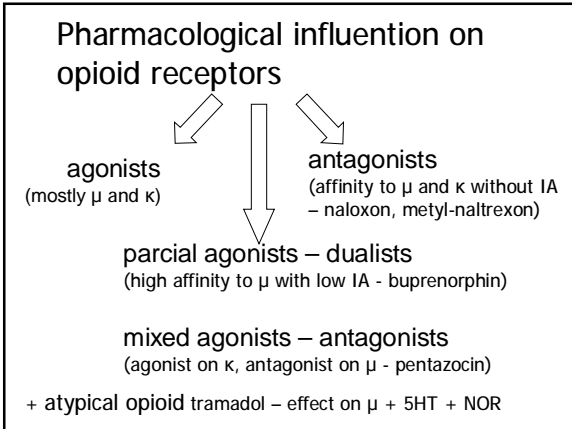 Pharmacological influention on
opioid receptors
agonists
(mostly μ and κ)
antagonists
(affinity to μ and κ without IA
– naloxon, metyl-naltrexon)
parcial agonists – dualists
(high affinity to μ with low IA - buprenorphin)
mixed agonists – antagonists
(agonist on κ, antagonist on μ - pentazocin)
+ atypical opioid tramadol – effect on μ + 5HT + NOR